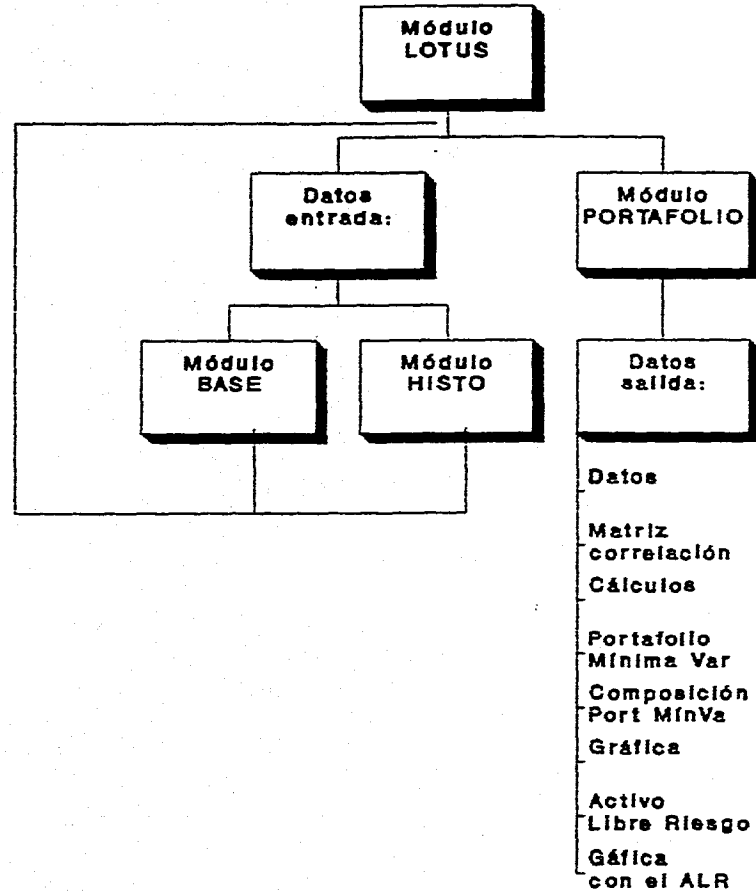 Módulo
LOTUS
Datos
entrada:
Módulo
PORTAFOLIO
Módulo
BASE
Módulo
HISTO
Datos
salida:
Datos
Matriz
correlación
Cálculos
Portafolio
Mínima Var
Composición
Port MínVa
Gráfica
Activo
Libre Riesgo
Gáfica
con el ALR